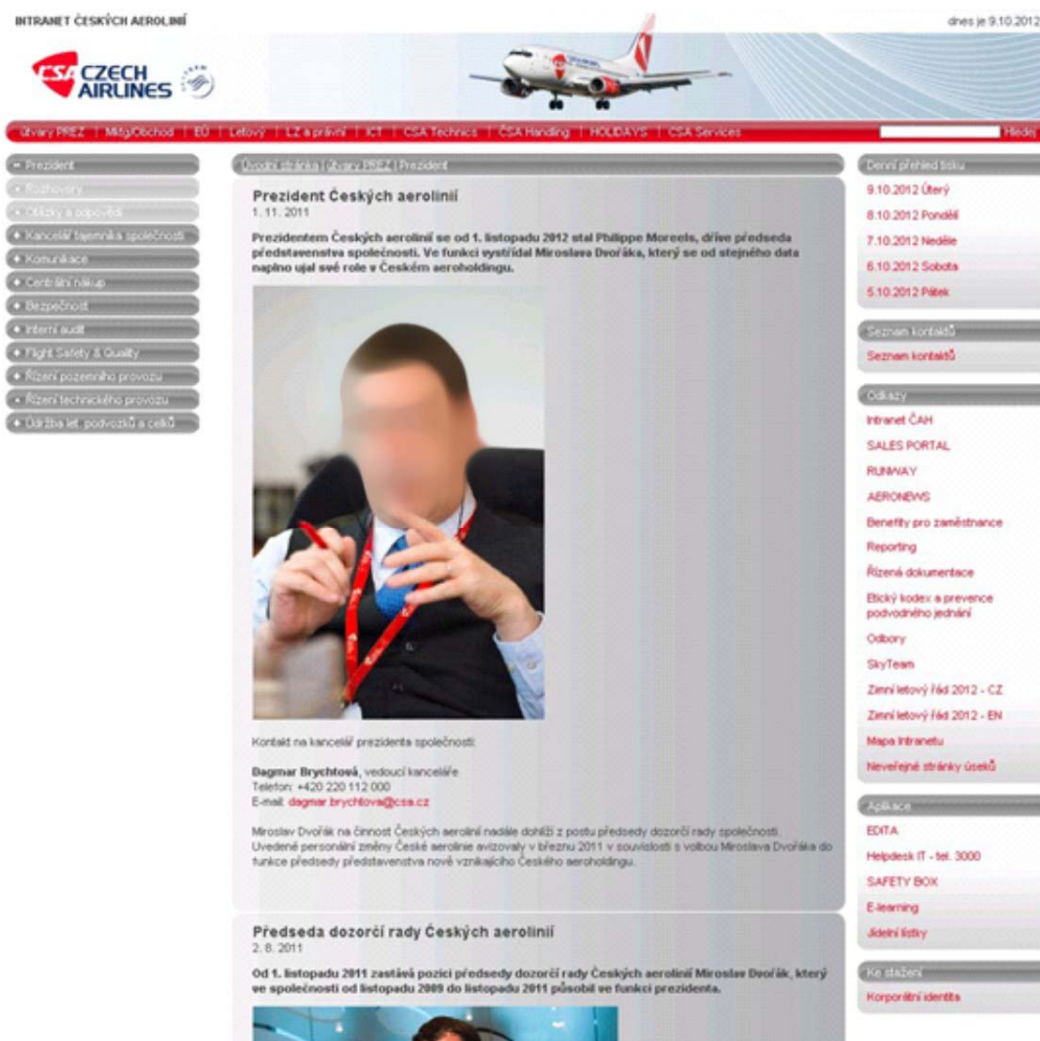 INTRANET ČESKÝCH AEROLINIÍ
dnes je 9.10.2012
CSA CZECH
AIRLINES
útvary PREZ | Mktg/Obchod | EÚ | Letový | LZ a právní | ICT | CSA Technics | ČSA Handling | HOLIDAYS | CSA Services
Hledej
Prezident
Rozhovory
Otázky a odpovědi
Kancelář tajemníka společnosti
Komunikace
Centrální nákup
Bezpečnost
Interní audit
Flight Safety & Quality
Řízení pozemního provozu
Řízení technického provozu
Údržba let. podvozků a celků
Úvodní stránka | útvary PREZ | Prezident
Prezident Českých aerolinií
1. 11. 2011
Prezidentem Českých aerolinií se od 1. listopadu 2012 stal Philippe Moreels, dříve předseda
představenstva společnosti. Ve funkci vystřídal Miroslava Dvořáka, který se od stejného data
naplno ujal své role v Českém aeroholdingu.
Kontakt na kancelář prezidenta společnosti:
Dagmar Brychtová, vedoucí kanceláře
Telefon: +420 220 112 000
E-mail: dagmar.brychtova@csa.cz
Miroslav Dvořák na činnost Českých aerolinií nadále dohlíží z postu předsedy dozorčí rady společnosti.
Uvedené personální změny České aerolinie avizovaly v březnu 2011 v souvislosti s volbou Miroslava Dvořáka do
funkce předsedy představenstva nově vznikajícího Českého aeroholdingu.
Předseda dozorčí rady Českých aerolinií
2. 8. 2011
Od 1. listopadu 2011 zastává pozici předsedy dozorčí rady Českých aerolinií Miroslav Dvořák, který
ve společnosti od listopadu 2009 do listopadu 2011 působil ve funkci prezidenta.
Denní přehled tisku
9.10.2012 Úterý
8.10.2012 Pondělí
7.10.2012 Neděle
6.10.2012 Sobota
5.10.2012 Pátek
Seznam kontaktů
Seznam kontaktů
Odkazy
Intranet ČAH
SALES PORTAL
RUNWAY
AERONEWS
Benefity pro zaměstnance
Reporting
Řízená dokumentace
Etický kodex a prevence
podvodného jednání
Odbory
SkyTeam
Zimní letový řád 2012 - CZ
Zimní letový řád 2012 - EN
Mapa Intranetu
Neveřejné stránky úseků
Aplikace
EDITA
Helpdesk IT - tel. 3000
SAFETY BOX
E-learning
Jídelní lístky
Ke stažení
Korporátní identita